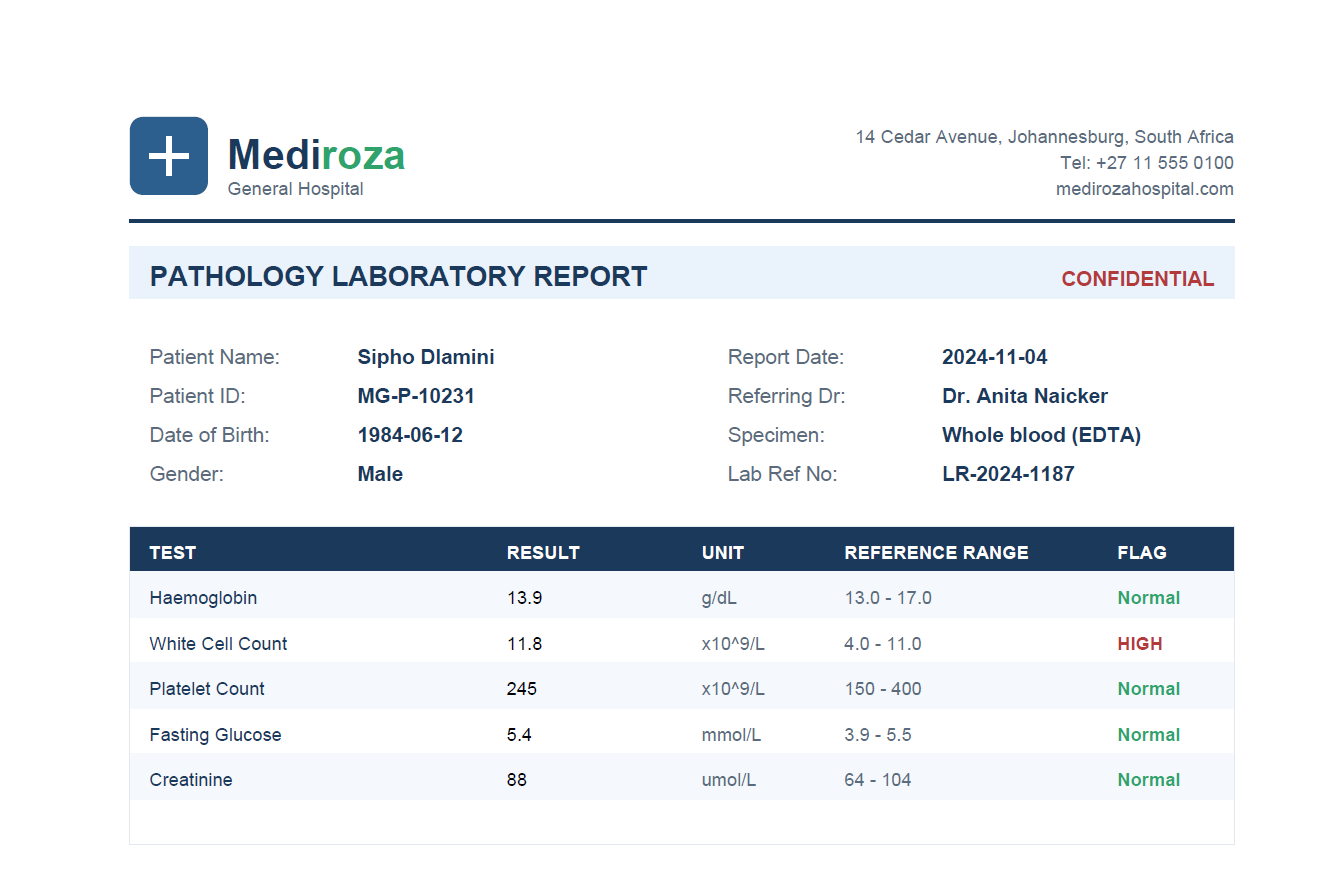 Mediroza
General Hospital
14 Cedar Avenue, Johannesburg, South Africa
Tel: +27 11 555 0100
medirozahospital.com
PATHOLOGY LABORATORY REPORT CONFIDENTIAL
Patient Name: Sipho Dlamini Report Date: 2024-11-04
Patient ID: MG-P-10231 Referring Dr: Dr. Anita Naicker
Date of Birth: 1984-06-12 Specimen: Whole blood (EDTA)
Gender: Male Lab Ref No: LR-2024-1187
TEST RESULT UNIT REFERENCE RANGE FLAG
Haemoglobin 13.9 g/dL 13.0 - 17.0 Normal
White Cell Count 11.8 x10^9/L 4.0 - 11.0 HIGH
Platelet Count 245 x10^9/L 150 - 400 Normal
Fasting Glucose 5.4 mmol/L 3.9 - 5.5 Normal
Creatinine 88 umol/L 64 - 104 Normal